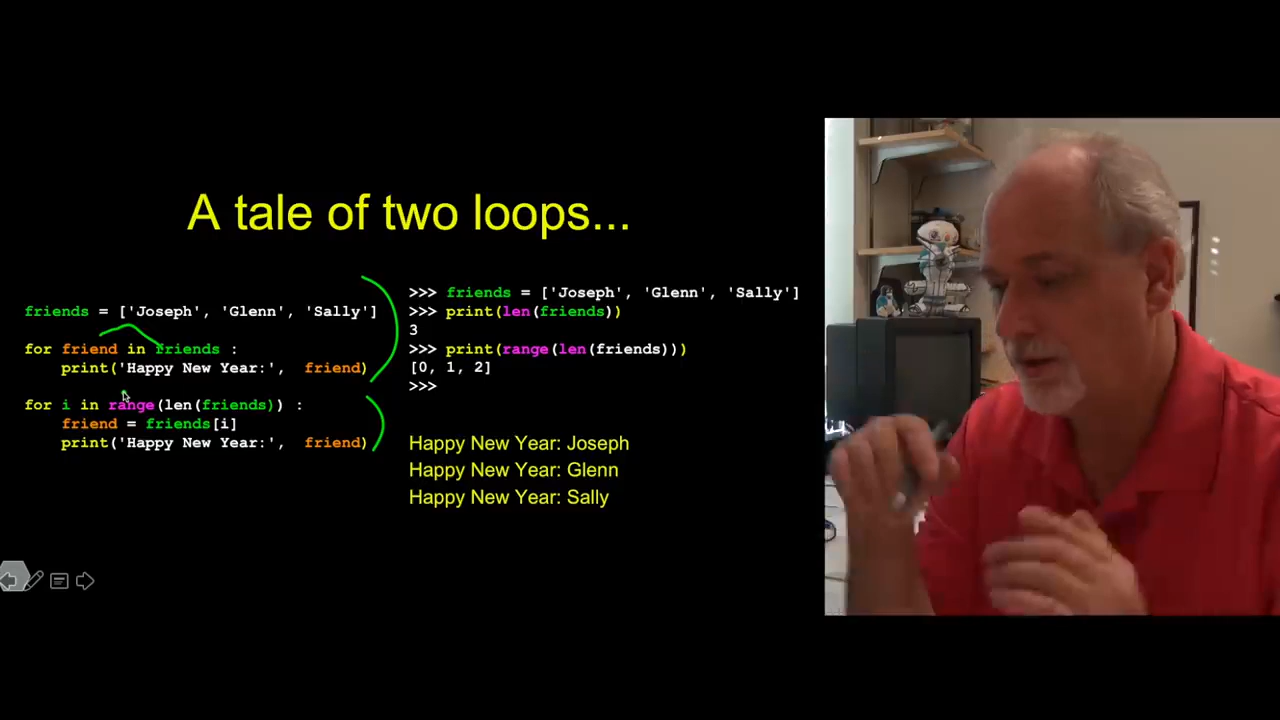 A tale of two loops...
friends = ['Joseph', 'Glenn', 'Sally']
for friend in friends :
print('Happy New Year:', friend)
for i in range(len(friends)) :
friend = friends[i]
print('Happy New Year:', friend)
>>> friends = ['Joseph', 'Glenn', 'Sally']
>>> print(len(friends))
3
>>> print(range(len(friends)))
[0, 1, 2]
>>>
Happy New Year: Joseph
Happy New Year: Glenn
Happy New Year: Sally